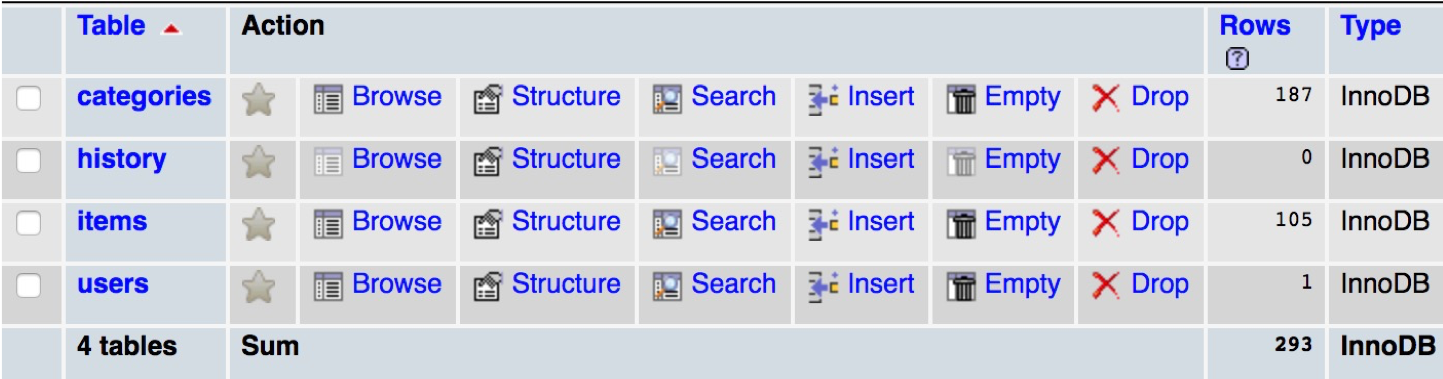 Table Action Rows Type
?
categories Browse Structure Search Insert Empty Drop 187 InnoDB
history Browse Structure Search Insert Empty Drop 0 InnoDB
items Browse Structure Search Insert Empty Drop 105 InnoDB
users Browse Structure Search Insert Empty Drop 1 InnoDB
4 tables Sum 293 InnoDB